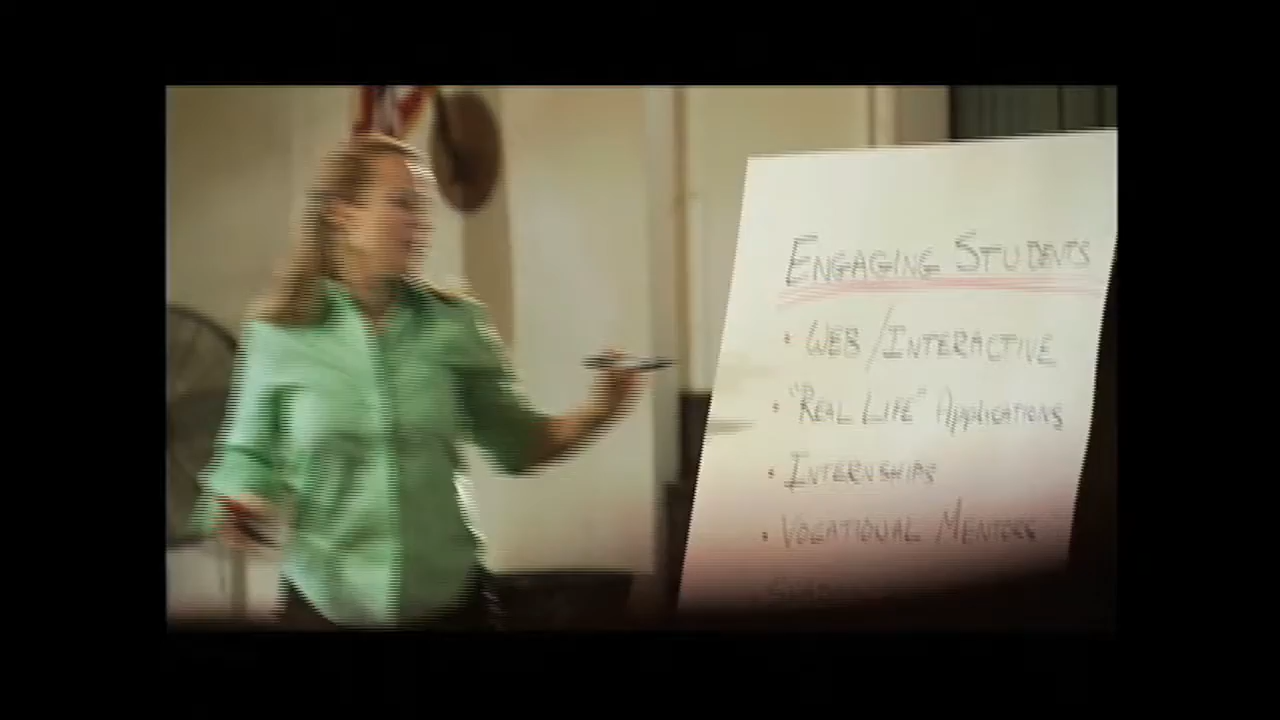 ENGAGING STUDENTS
• WEB/INTERACTIVE
• "REAL LIFE" APPLICATIONS
• INTERNSHIPS
• VOCATIONAL MENTORS